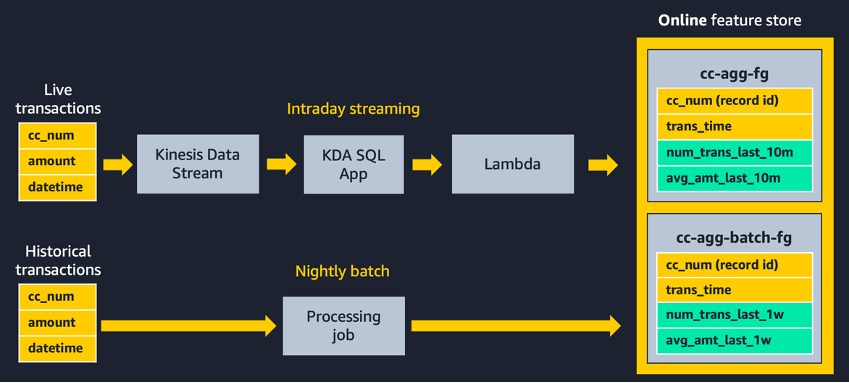 Online feature store
Live
transactions
cc_num
amount
datetime
Intraday streaming
Kinesis Data
Stream
KDA SQL
App
Lambda
cc-agg-fg
cc_num (record id)
trans_time
num_trans_last_10m
avg_amt_last_10m
Historical
transactions
cc_num
amount
datetime
Nightly batch
Processing
job
cc-agg-batch-fg
cc_num (record id)
trans_time
num_trans_last_1w
avg_amt_last_1w